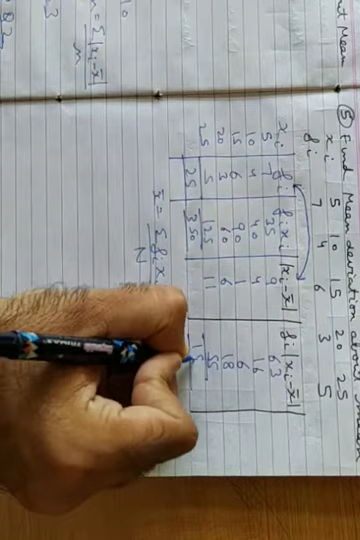 ⑤ Find Mean deviation about
xi 5 10 15 20 25
fi 7 4 6 3 5
xi fi fixi |xi-x̄| fi|xi-x̄|
5 7 35 9 63
10 4 40 4 16
15 6 90 1 6
20 3 60 6 18
25 5 125 11 55
25 350 15
x̄ = Σfixi
N
= Σ|xi-x̄|
n